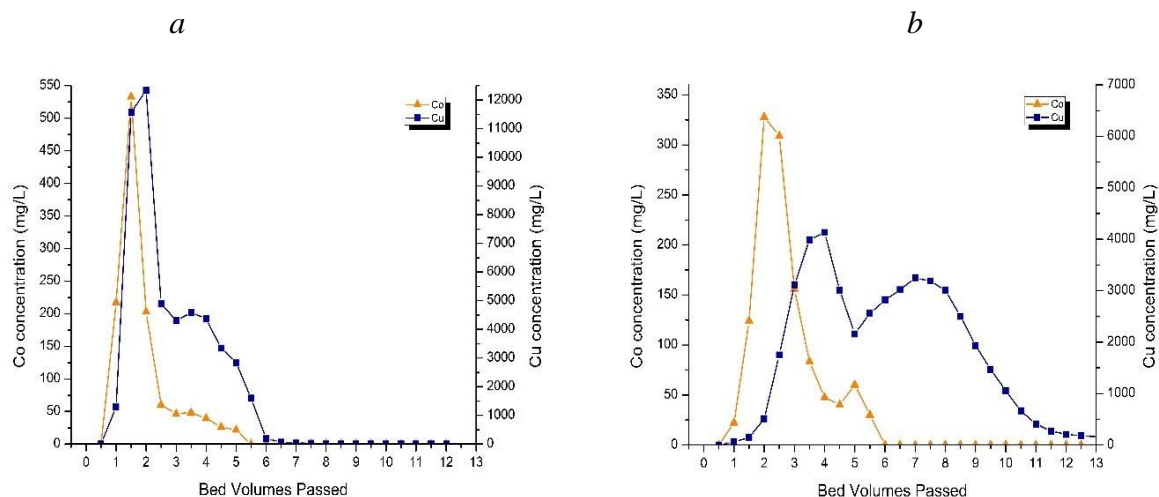 a
b
Co concentration (mg/L)
550
500
450
400
350
300
250
200
150
100
50
0
Co
Cu
Cu concentration (mg/L)
12000
11000
10000
9000
8000
7000
6000
5000
4000
3000
2000
1000
0
0 1 2 3 4 5 6 7 8 9 10 11 12 13
Bed Volumes Passed
Co concentration (mg/L)
350
300
250
200
150
100
50
0
Co
Cu
Cu concentration (mg/L)
7000
6000
5000
4000
3000
2000
1000
0
0 1 2 3 4 5 6 7 8 9 10 11 12 13
Bed Volumes Passed